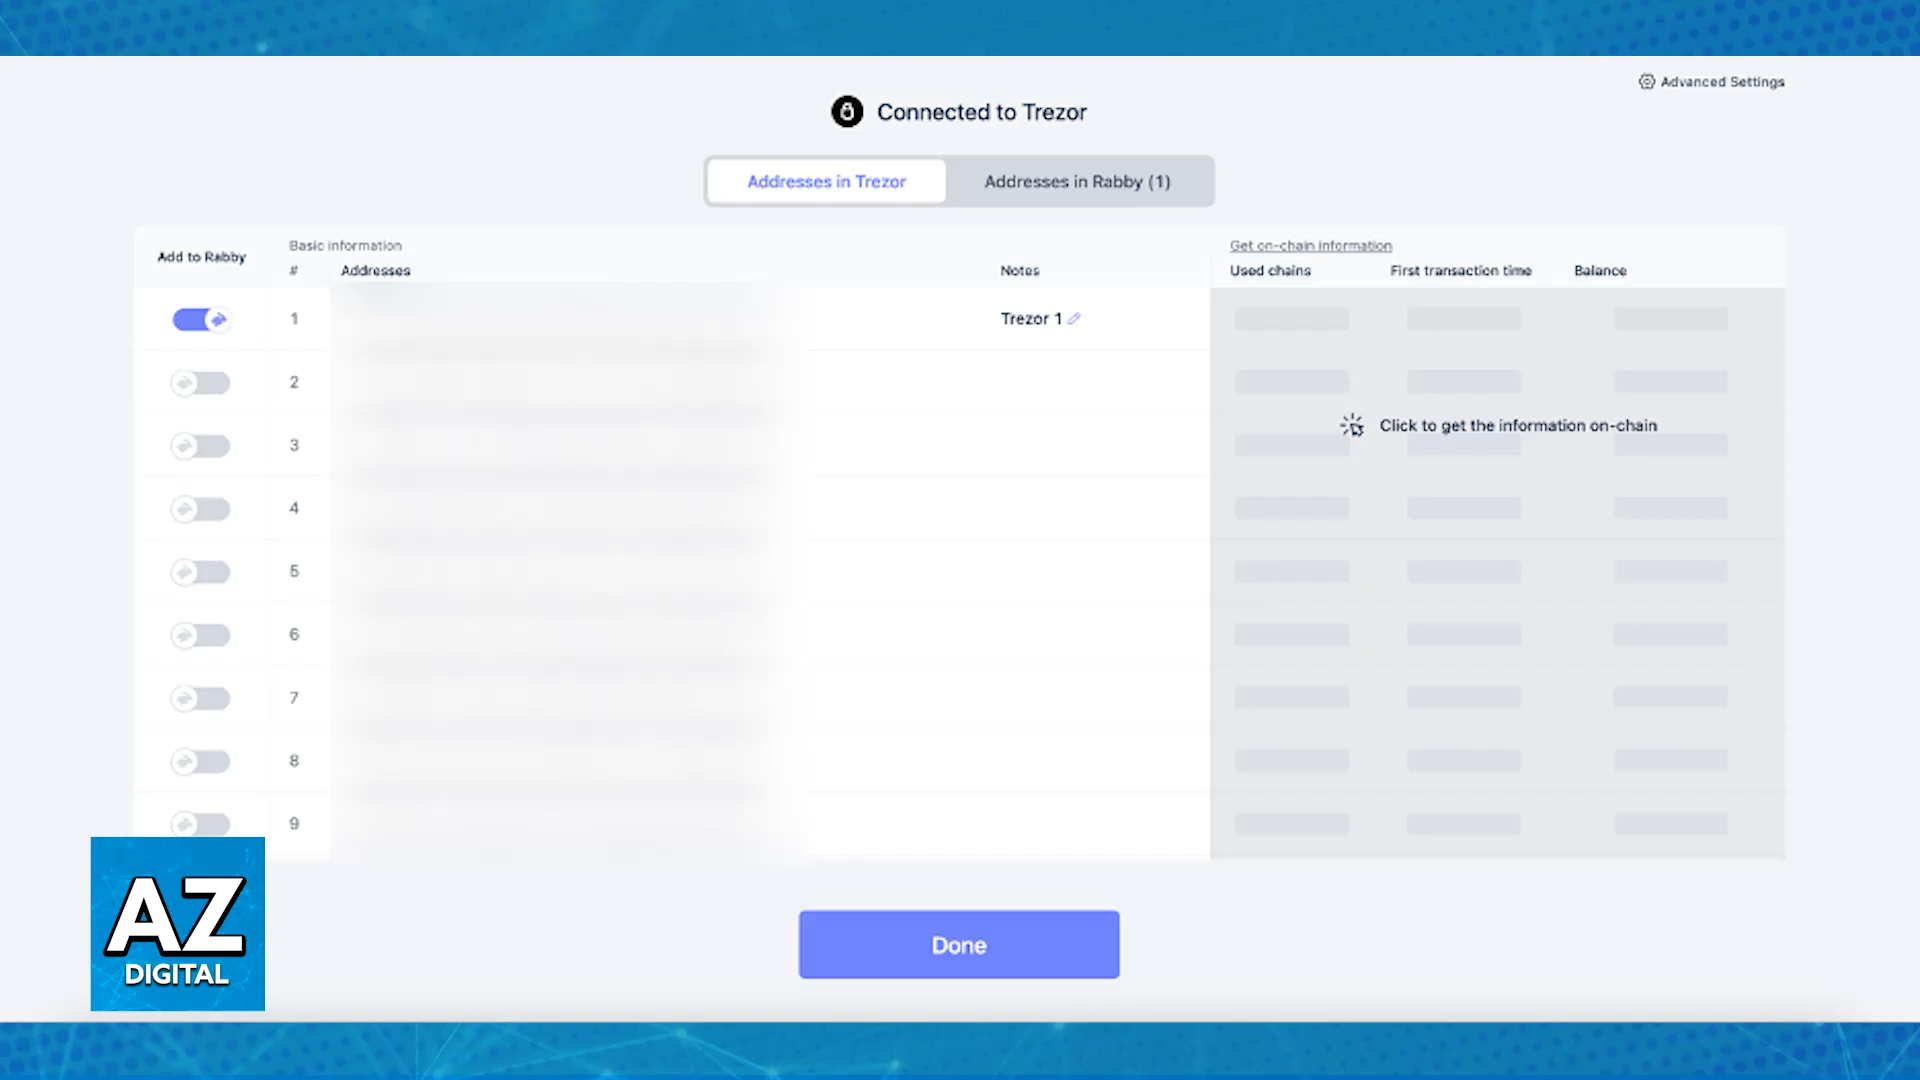 Advanced Settings
Connected to Trezor
Addresses in Trezor
Addresses in Rabby (1)
Add to Rabby
Basic information
#
Addresses
Notes
Get on-chain information
Used chains
First transaction time
Balance
1
Trezor 1
2
3
Click to get the information on-chain
4
5
6
7
8
9
Done
AZ
DIGITAL